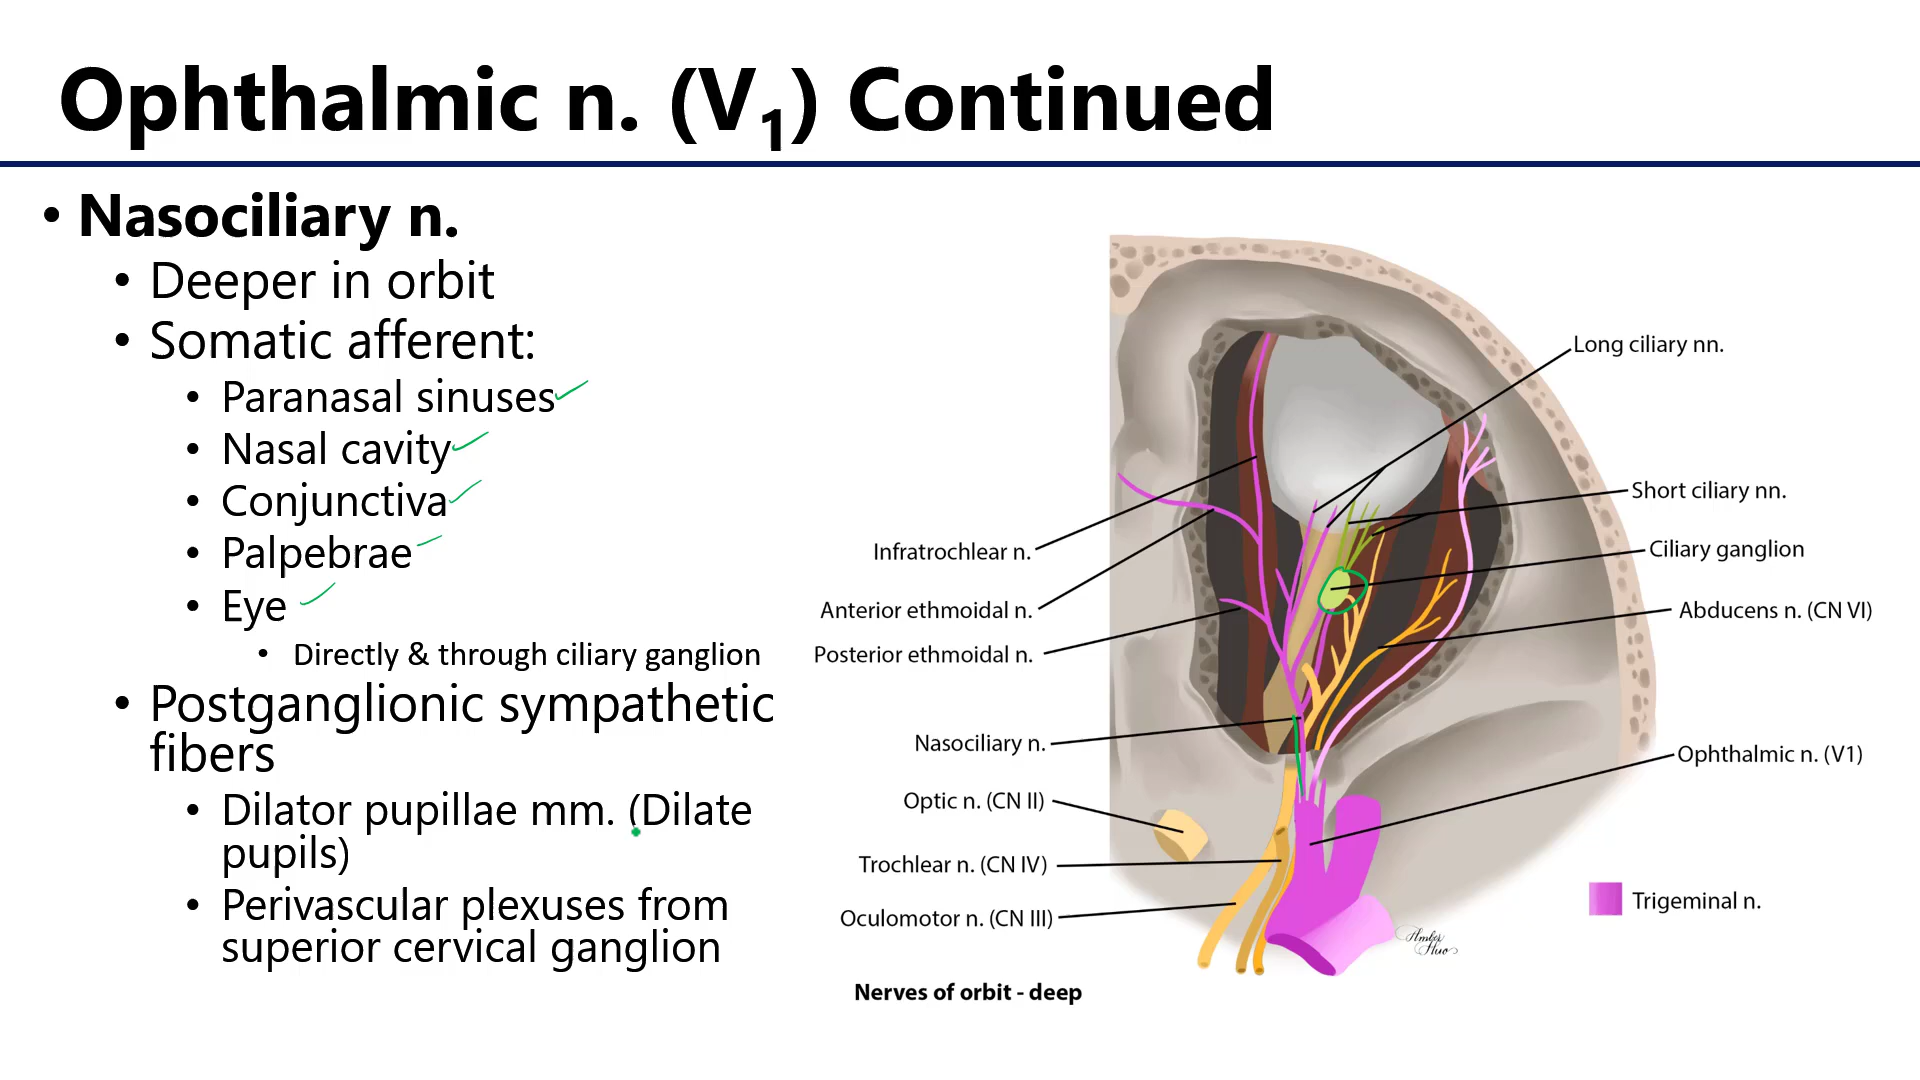 Ophthalmic n. (V₁) Continued
• Nasociliary n.
• Deeper in orbit
• Somatic afferent:
• Paranasal sinuses
• Nasal cavity
• Conjunctiva
• Palpebrae
• Eye
• Directly & through ciliary ganglion
• Postganglionic sympathetic
fibers
• Dilator pupillae mm. (Dilate
pupils)
• Perivascular plexuses from
superior cervical ganglion
Infratrochlear n.
Anterior ethmoidal n.
Posterior ethmoidal n.
Nasociliary n.
Optic n. (CN II)
Trochlear n. (CN IV)
Oculomotor n. (CN III)
Long ciliary nn.
Short ciliary nn.
Ciliary ganglion
Abducens n. (CN VI)
Ophthalmic n. (V1)
Trigeminal n.
Amber
Huo
Nerves of orbit - deep